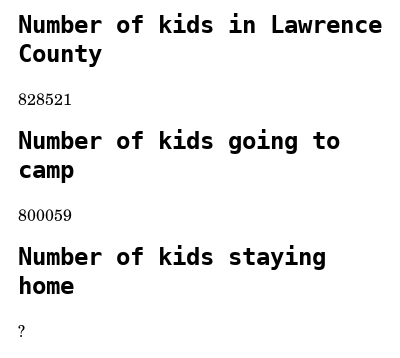 Number of kids in Lawrence
County
828521
Number of kids going to
camp
800059
Number of kids staying
home
?